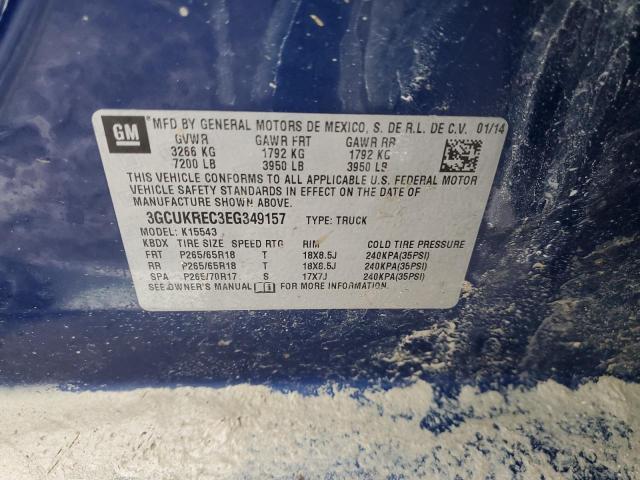 GM MFD BY GENERAL MOTORS DE MEXICO, S. DE R.L. DE C.V. 01/14
GVWR GAWR FRT GAWR RR
3266 KG 1792 KG 1792 KG
7200 LB 3950 LB 3950 LB
THIS VEHICLE CONFORMS TO ALL APPLICABLE U.S. FEDERAL MOTOR
VEHICLE SAFETY STANDARDS IN EFFECT ON THE DATE OF
MANUFACTURE SHOWN ABOVE.
3GCUKREC3EG349157 TYPE: TRUCK
MODEL: K15543
KBDX TIRE SIZE SPEED RTG RIM COLD TIRE PRESSURE
FRT P265/65R18 T 18X8.5J 240KPA(35PSI)
RR P265/65R18 T 18X8.5J 240KPA(35PSI)
SPA P265/70R17 S 17X7J 240KPA(35PSI)
SEE OWNER'S MANUAL FOR MORE INFORMATION.